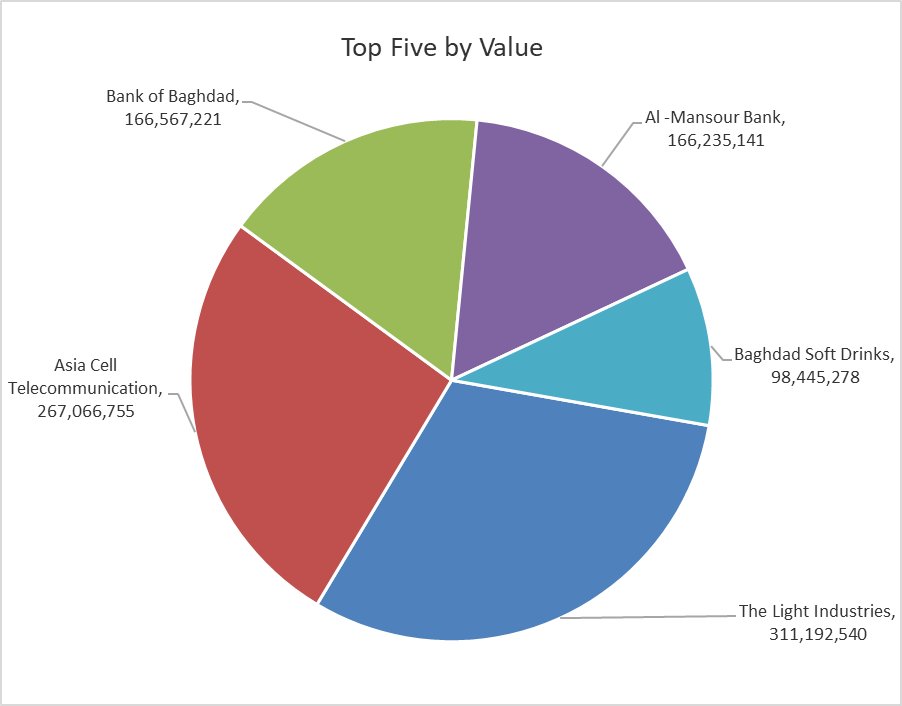 Top Five by Value
Bank of Baghdad,
166,567,221
Al -Mansour Bank,
166,235,141
Baghdad Soft Drinks,
98,445,278
Asia Cell
Telecommunication,
267,066,755
The Light Industries,
311,192,540